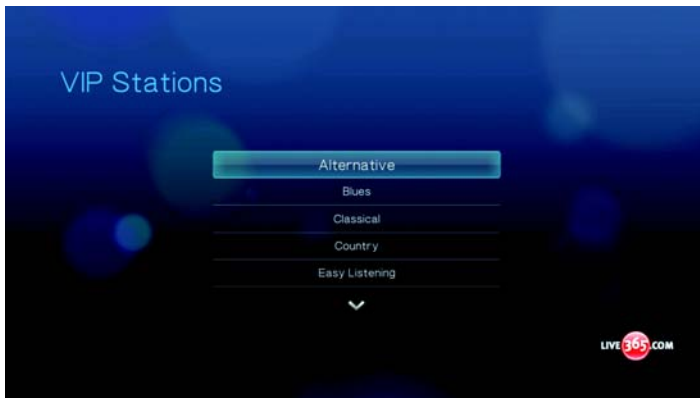 VIP Stations
Alternative
Blues
Classical
Country
Easy Listening
LIVE365.COM